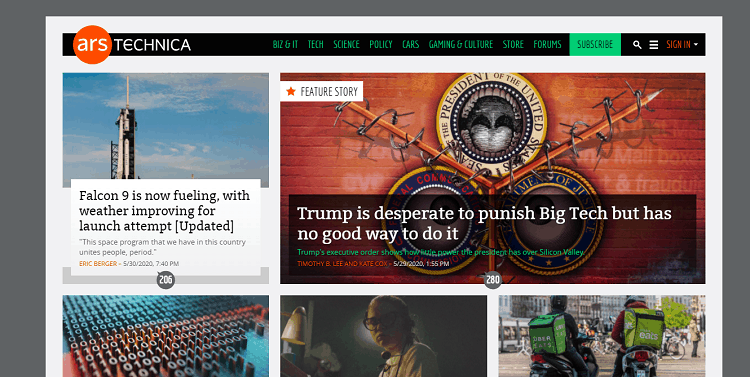 ars TECHNICA
BIZ & IT TECH SCIENCE POLICY CARS GAMING & CULTURE STORE FORUMS SUBSCRIBE SIGN IN
FEATURE STORY
THE PRESIDENT OF THE UNITED
SEAL
Falcon 9 is now fueling, with
weather improving for
launch attempt [Updated]
"This space program that we have in this country
unites people, period."
ERIC BERGER – 5/30/2020, 7:40 PM
206
Trump is desperate to punish Big Tech but has
no good way to do it
Trump's executive order shows how little power the president has over Silicon Valley.
TIMOTHY B. LEE AND KATE COX – 5/29/2020, 1:55 PM
280
UBER
EATS
eats